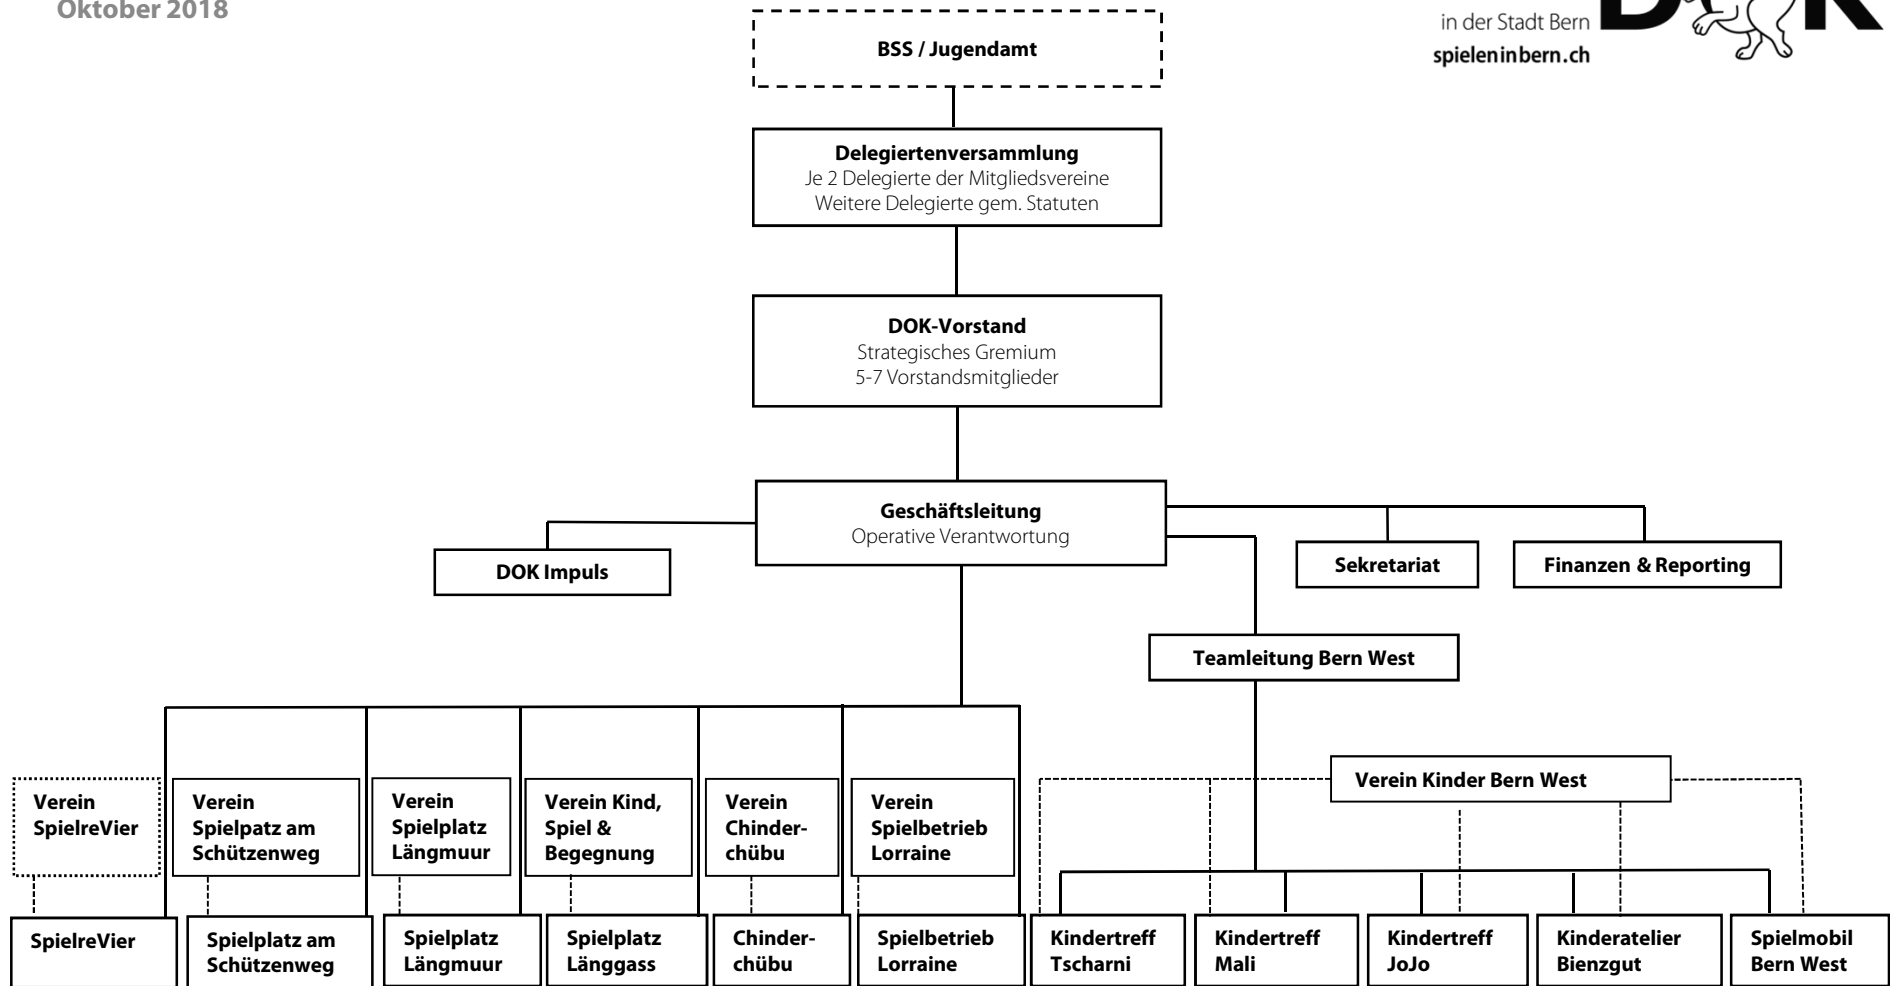 Oktober 2018
in der Stadt Bern
spieleninbern.ch
DOK
BSS / Jugendamt
Delegiertenversammlung
Je 2 Delegierte der Mitgliedsvereine
Weitere Delegierte gem. Statuten
DOK-Vorstand
Strategisches Gremium
5-7 Vorstandsmitglieder
Geschäftsleitung
Operative Verantwortung
DOK Impuls
Sekretariat
Finanzen & Reporting
Teamleitung Bern West
Verein Kinder Bern West
Verein
SpielreVier
Verein
Spielpatz am
Schützenweg
Verein
Spielplatz
Längmuur
Verein Kind,
Spiel &
Begegnung
Verein
Chinder-
chübu
Verein
Spielbetrieb
Lorraine
SpielreVier
Spielplatz am
Schützenweg
Spielplatz
Längmuur
Spielplatz
Länggass
Chinder-
chübu
Spielbetrieb
Lorraine
Kindertreff
Tscharni
Kindertreff
Mali
Kindertreff
JoJo
Kinderatelier
Bienzgut
Spielmobil
Bern West